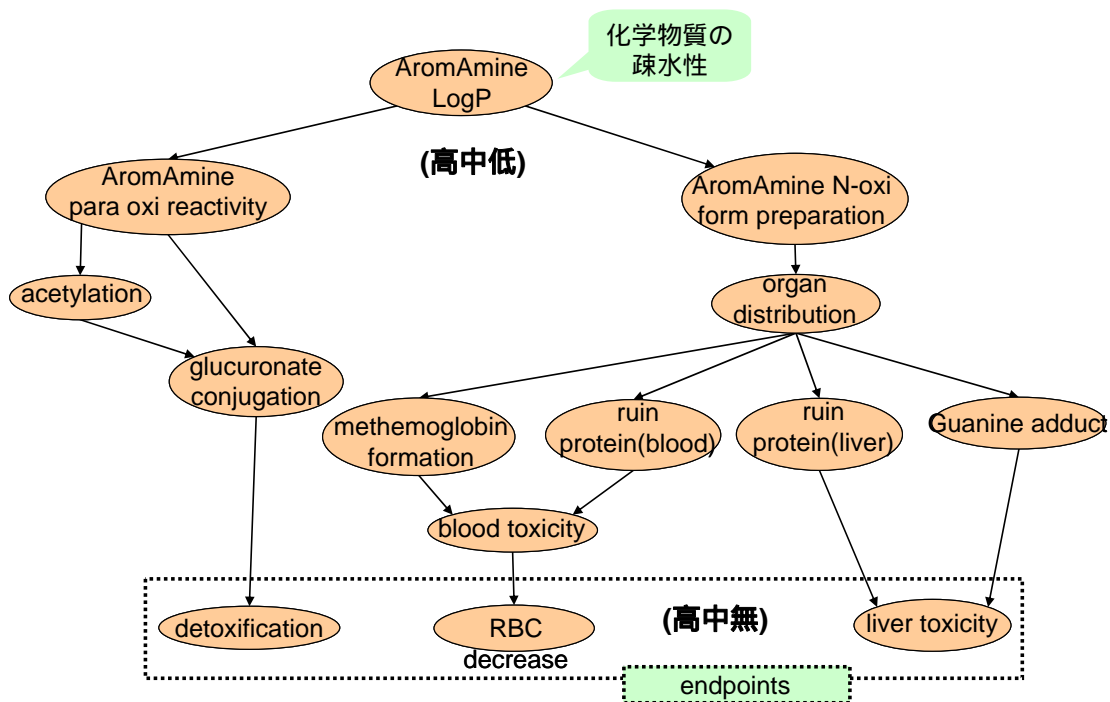 化学物質の
疎水性
AromAmine
LogP
(高中低)
AromAmine
para oxi reactivity
AromAmine N-oxi
form preparation
acetylation
organ
distribution
glucuronate
conjugation
methemoglobin
formation
ruin
protein(blood)
ruin
protein(liver)
Guanine adduct
blood toxicity
detoxification
RBC
decrease
(高中無)
liver toxicity
endpoints